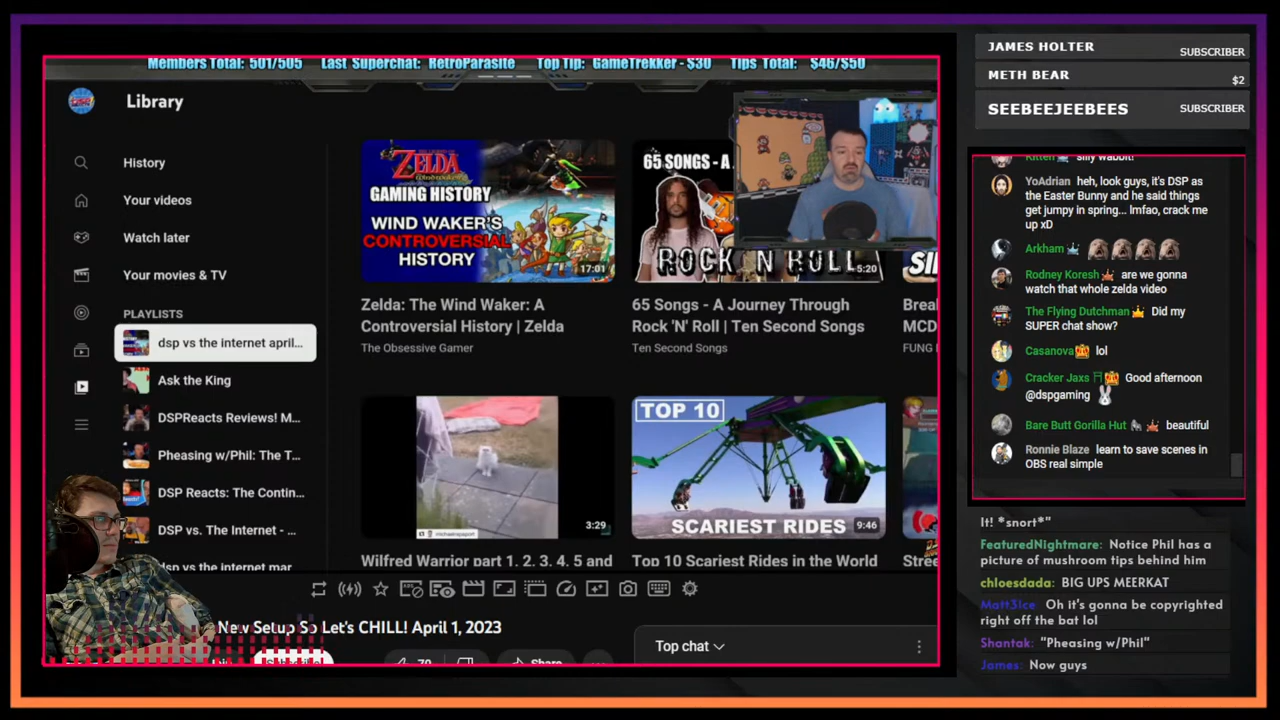 Members Total: 501/505 Last Superchat: RetroParasite Top Tip: GameTrekker - $30 Tips Total: $46/$50
Library
History
Your videos
Watch later
Your movies & TV
PLAYLISTS
dsp vs the internet april...
Ask the King
DSPReacts Reviews! M...
Pheasing w/Phil: The T...
DSP Reacts: The Contin...
DSP vs. The Internet - ...
dsp vs the internet mar
ZELDA
GAMING HISTORY
WIND WAKER'S
CONTROVERSIAL
HISTORY
17:01
Zelda: The Wind Waker: A
Controversial History | Zelda
The Obsessive Gamer
65 SONGS - A
ROCK N ROLL
5:20
65 Songs - A Journey Through
Rock 'N' Roll | Ten Second Songs
Ten Second Songs
Brea
MCD
FUNG
3:29
Wilfred Warrior part 1. 2. 3. 4. 5 and
TOP 10
SCARIEST RIDES
9:46
Top 10 Scariest Rides in the World
Stree
New Setup So Let's CHILL! April 1, 2023
70
Share
Top chat
JAMES HOLTER SUBSCRIBER
METH BEAR $2
SEEBEEJEEBEES SUBSCRIBER
Kitten silly wabbit!
YoAdrian heh, look guys, it's DSP as
the Easter Bunny and he said things
get jumpy in spring... lmfao, crack me
up xD
Arkham
Rodney Koresh are we gonna
watch that whole zelda video
The Flying Dutchman Did my
SUPER chat show?
Casanova lol
Cracker Jaxs Good afternoon
@dspgaming
Bare Butt Gorilla Hut beautiful
Ronnie Blaze learn to save scenes in
OBS real simple
It! *snort*"
FeaturedNightmare: Notice Phil has a
picture of mushroom tips behind him
chloesdada: BIG UPS MEERKAT
Matt3Ice Oh it's gonna be copyrighted
right off the bat lol
Shantak: "Pheasing w/Phil"
James: Now guys